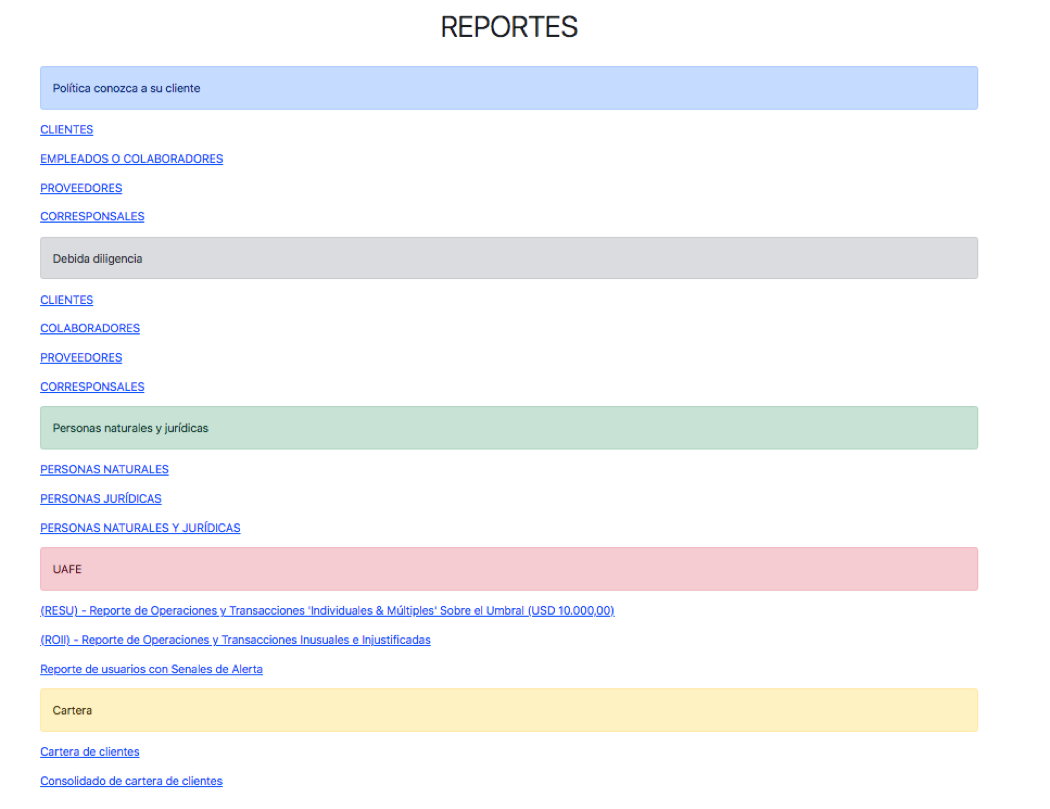 REPORTES
Política conozca a su cliente
CLIENTES
EMPLEADOS O COLABORADORES
PROVEEDORES
CORRESPONSALES
Debida diligencia
CLIENTES
COLABORADORES
PROVEEDORES
CORRESPONSALES
Personas naturales y jurídicas
PERSONAS NATURALES
PERSONAS JURÍDICAS
PERSONAS NATURALES Y JURÍDICAS
UAFE
(RESU) - Reporte de Operaciones y Transacciones 'Individuales & Múltiples' Sobre el Umbral (USD 10.000,00)
(ROII) - Reporte de Operaciones y Transacciones Inusuales e Injustificadas
Reporte de usuarios con Senales de Alerta
Cartera
Cartera de clientes
Consolidado de cartera de clientes